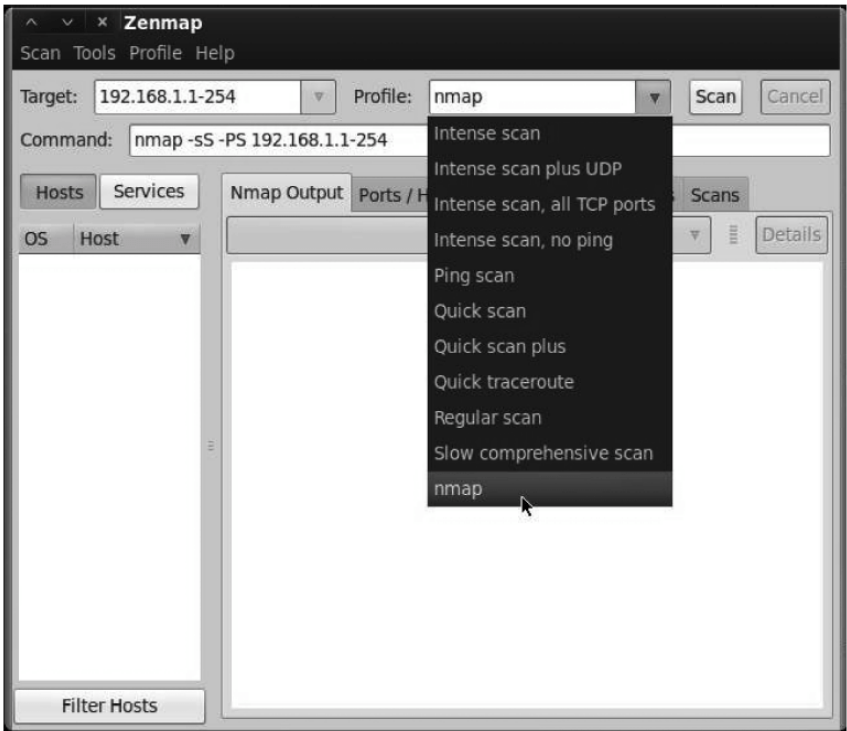 Zenmap
Scan Tools Profile Help
Target: 192.168.1.1-254 Profile: nmap Scan Cancel
Command: nmap -sS -PS 192.168.1.1-254
Intense scan
Intense scan plus UDP
Intense scan, all TCP ports
Intense scan, no ping
Ping scan
Quick scan
Quick scan plus
Quick traceroute
Regular scan
Slow comprehensive scan
nmap
Hosts Services Nmap Output Ports / H Scans
OS Host Details
Filter Hosts